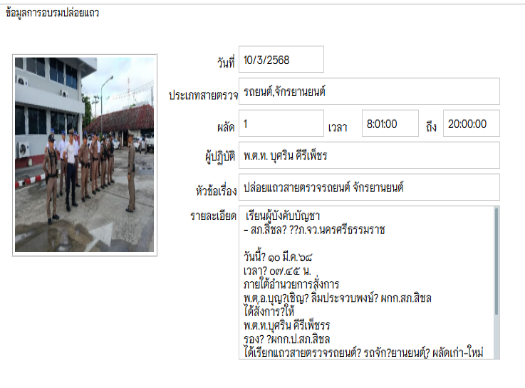 ข้อมูลการอบรมปล่อยแถว
วันที่ 10/3/2568
ประเภทสายตรวจ รถยนต์,จักรยานยนต์
ผลัด 1 เวลา 8:01:00 ถึง 20:00:00
ผู้ปฏิบัติ พ.ต.ท. บุศริน คีรีเพ็ชร
หัวข้อเรื่อง ปล่อยแถวสายตรวจรถยนต์ จักรยานยนต์
รายละเอียด เรียนผู้บังคับบัญชา
- สภ.สิชล? ??ภ.จว.นครศรีธรรมราช
วันนี้? ๑๐ มี.ค.๖๘
เวลา? ๐๗.๔๕ น.
ภายใต้อำนวยการสั่งการ
พ.ต.อ.บุญ?เชิญ? ลิ่มประจวบพงษ์? ผกก.สภ.สิชล
ได้สั่งการ?ให้
พ.ต.ท.บุศริน คีรีเพ็ชรร
รอง? ?ผกก.ป.สภ.สิชล
ได้เรียกแถวสายตรวจรถยนต์? รถจัก?ยานยนต์? ผลัดเก่า-ใหม่